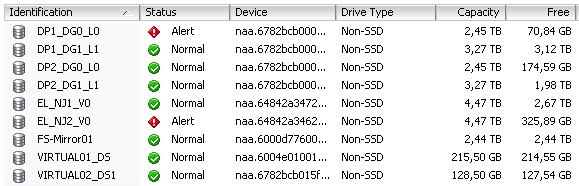 Identification Status Device Drive Type Capacity Free
DP1_DG0_L0 Alert naa.6782bcb000... Non-SSD 2,45 TB 70,84 GB
DP1_DG1_L1 Normal naa.6782bcb000... Non-SSD 3,27 TB 3,12 TB
DP2_DG0_L0 Normal naa.6782bcb000... Non-SSD 2,45 TB 174,59 GB
DP2_DG1_L1 Normal naa.6782bcb000... Non-SSD 3,27 TB 1,98 TB
EL_NJ1_V0 Normal naa.64842a3472... Non-SSD 4,47 TB 2,67 TB
EL_NJ2_V0 Alert naa.64842a3462... Non-SSD 4,47 TB 325,89 GB
FS-Mirror01 Normal naa.6000d77600... Non-SSD 2,44 TB 2,44 TB
VIRTUAL01_DS Normal naa.6004e01001... Non-SSD 215,50 GB 214,55 GB
VIRTUAL02_DS1 Normal naa.6782bcb015f... Non-SSD 128,50 GB 127,54 GB